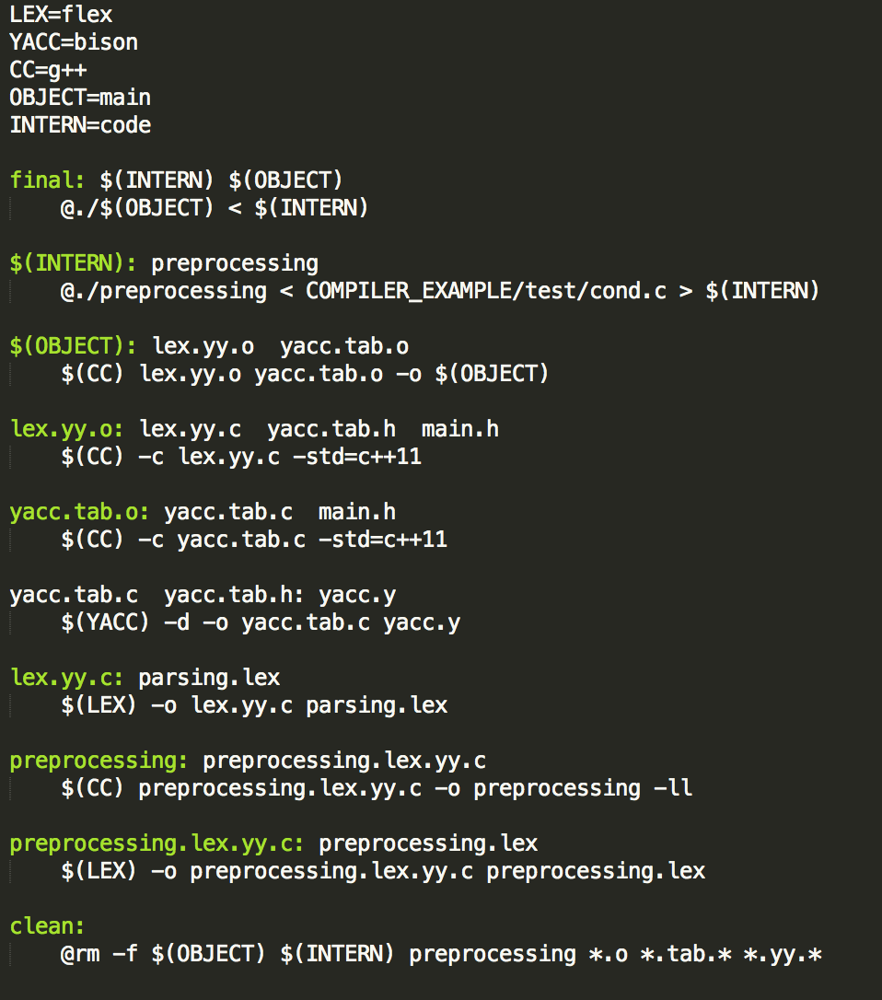 LEX=flex
YACC=bison
CC=g++
OBJECT=main
INTERN=code
final: $(INTERN) $(OBJECT)
@./$(OBJECT) < $(INTERN)
$(INTERN): preprocessing
@./preprocessing < COMPILER_EXAMPLE/test/cond.c > $(INTERN)
$(OBJECT): lex.yy.o  yacc.tab.o
$(CC) lex.yy.o yacc.tab.o -o $(OBJECT)
lex.yy.o: lex.yy.c  yacc.tab.h  main.h
$(CC) -c lex.yy.c -std=c++11
yacc.tab.o: yacc.tab.c  main.h
$(CC) -c yacc.tab.c -std=c++11
yacc.tab.c  yacc.tab.h: yacc.y
$(YACC) -d -o yacc.tab.c yacc.y
lex.yy.c: parsing.lex
$(LEX) -o lex.yy.c parsing.lex
preprocessing: preprocessing.lex.yy.c
$(CC) preprocessing.lex.yy.c -o preprocessing -ll
preprocessing.lex.yy.c: preprocessing.lex
$(LEX) -o preprocessing.lex.yy.c preprocessing.lex
clean:
@rm -f $(OBJECT) $(INTERN) preprocessing *.o *.tab.* *.yy.*